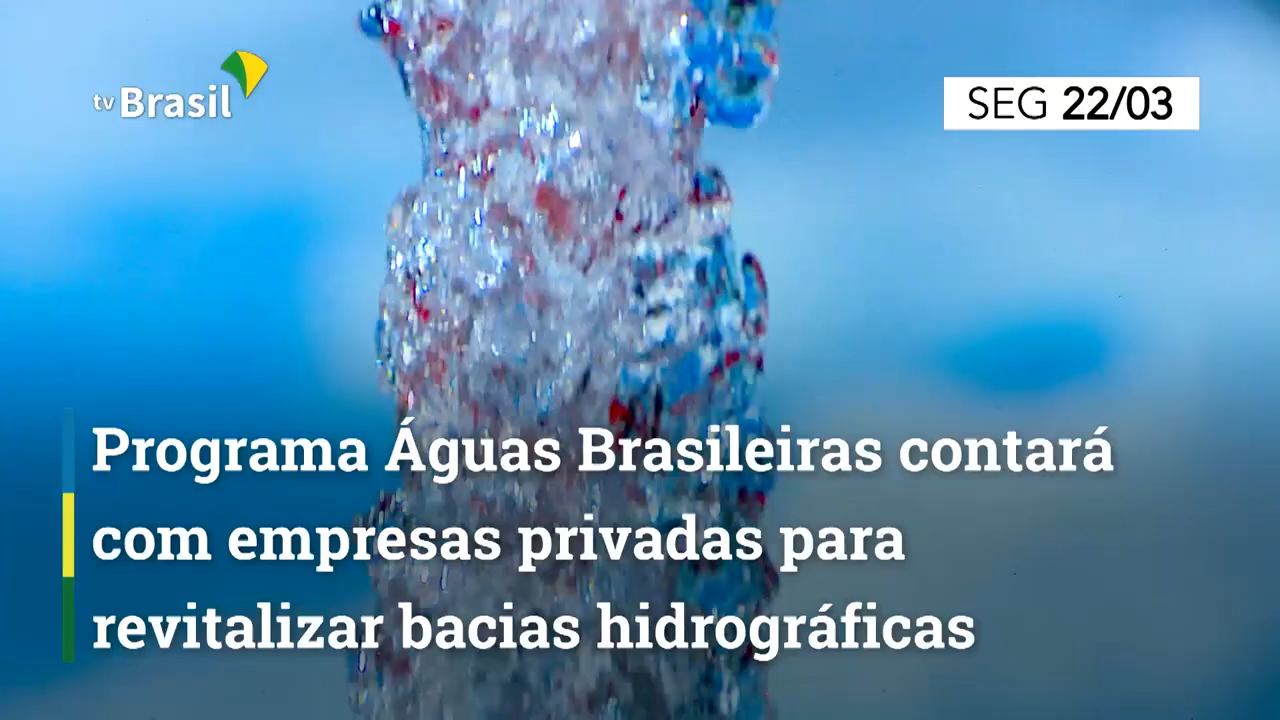 tv Brasil
SEG 22/03
Programa Águas Brasileiras contará
com empresas privadas para
revitalizar bacias hidrográficas